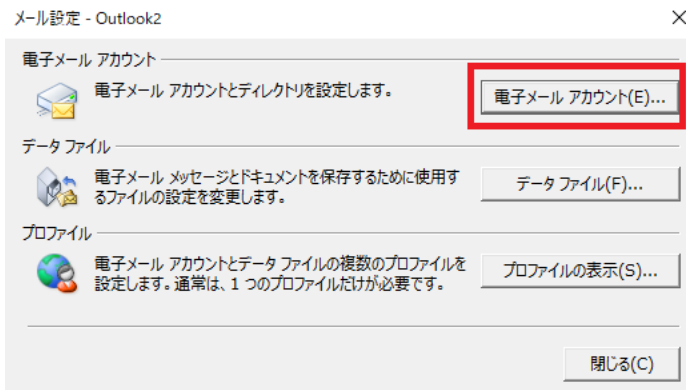 メール設定 - Outlook2
電子メール アカウント
電子メール アカウントとディレクトリを設定します。
電子メール アカウント(E)...
データ ファイル
電子メール メッセージとドキュメントを保存するために使用す
るファイルの設定を変更します。
データ ファイル(F)...
プロファイル
電子メール アカウントとデータ ファイルの複数のプロファイルを
設定します。通常は、1 つのプロファイルだけが必要です。
プロファイルの表示(S)...
閉じる(C)